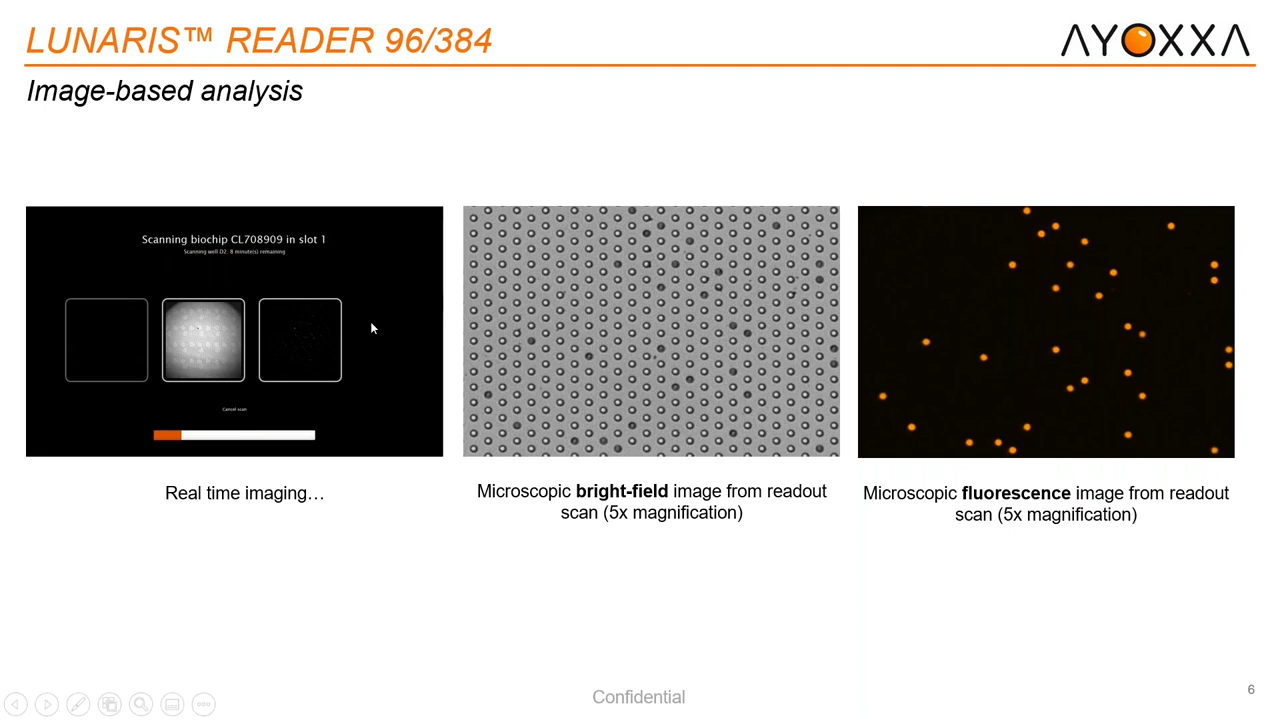 LUNARIS™ READER 96/384
AYOXXA
Image-based analysis
Scanning biochip CL708909 in slot 1
Scanning well D2. 8 minute(s) remaining
Cancel scan
Real time imaging…
Microscopic bright-field image from readout
scan (5x magnification)
Microscopic fluorescence image from readout
scan (5x magnification)
Confidential
6